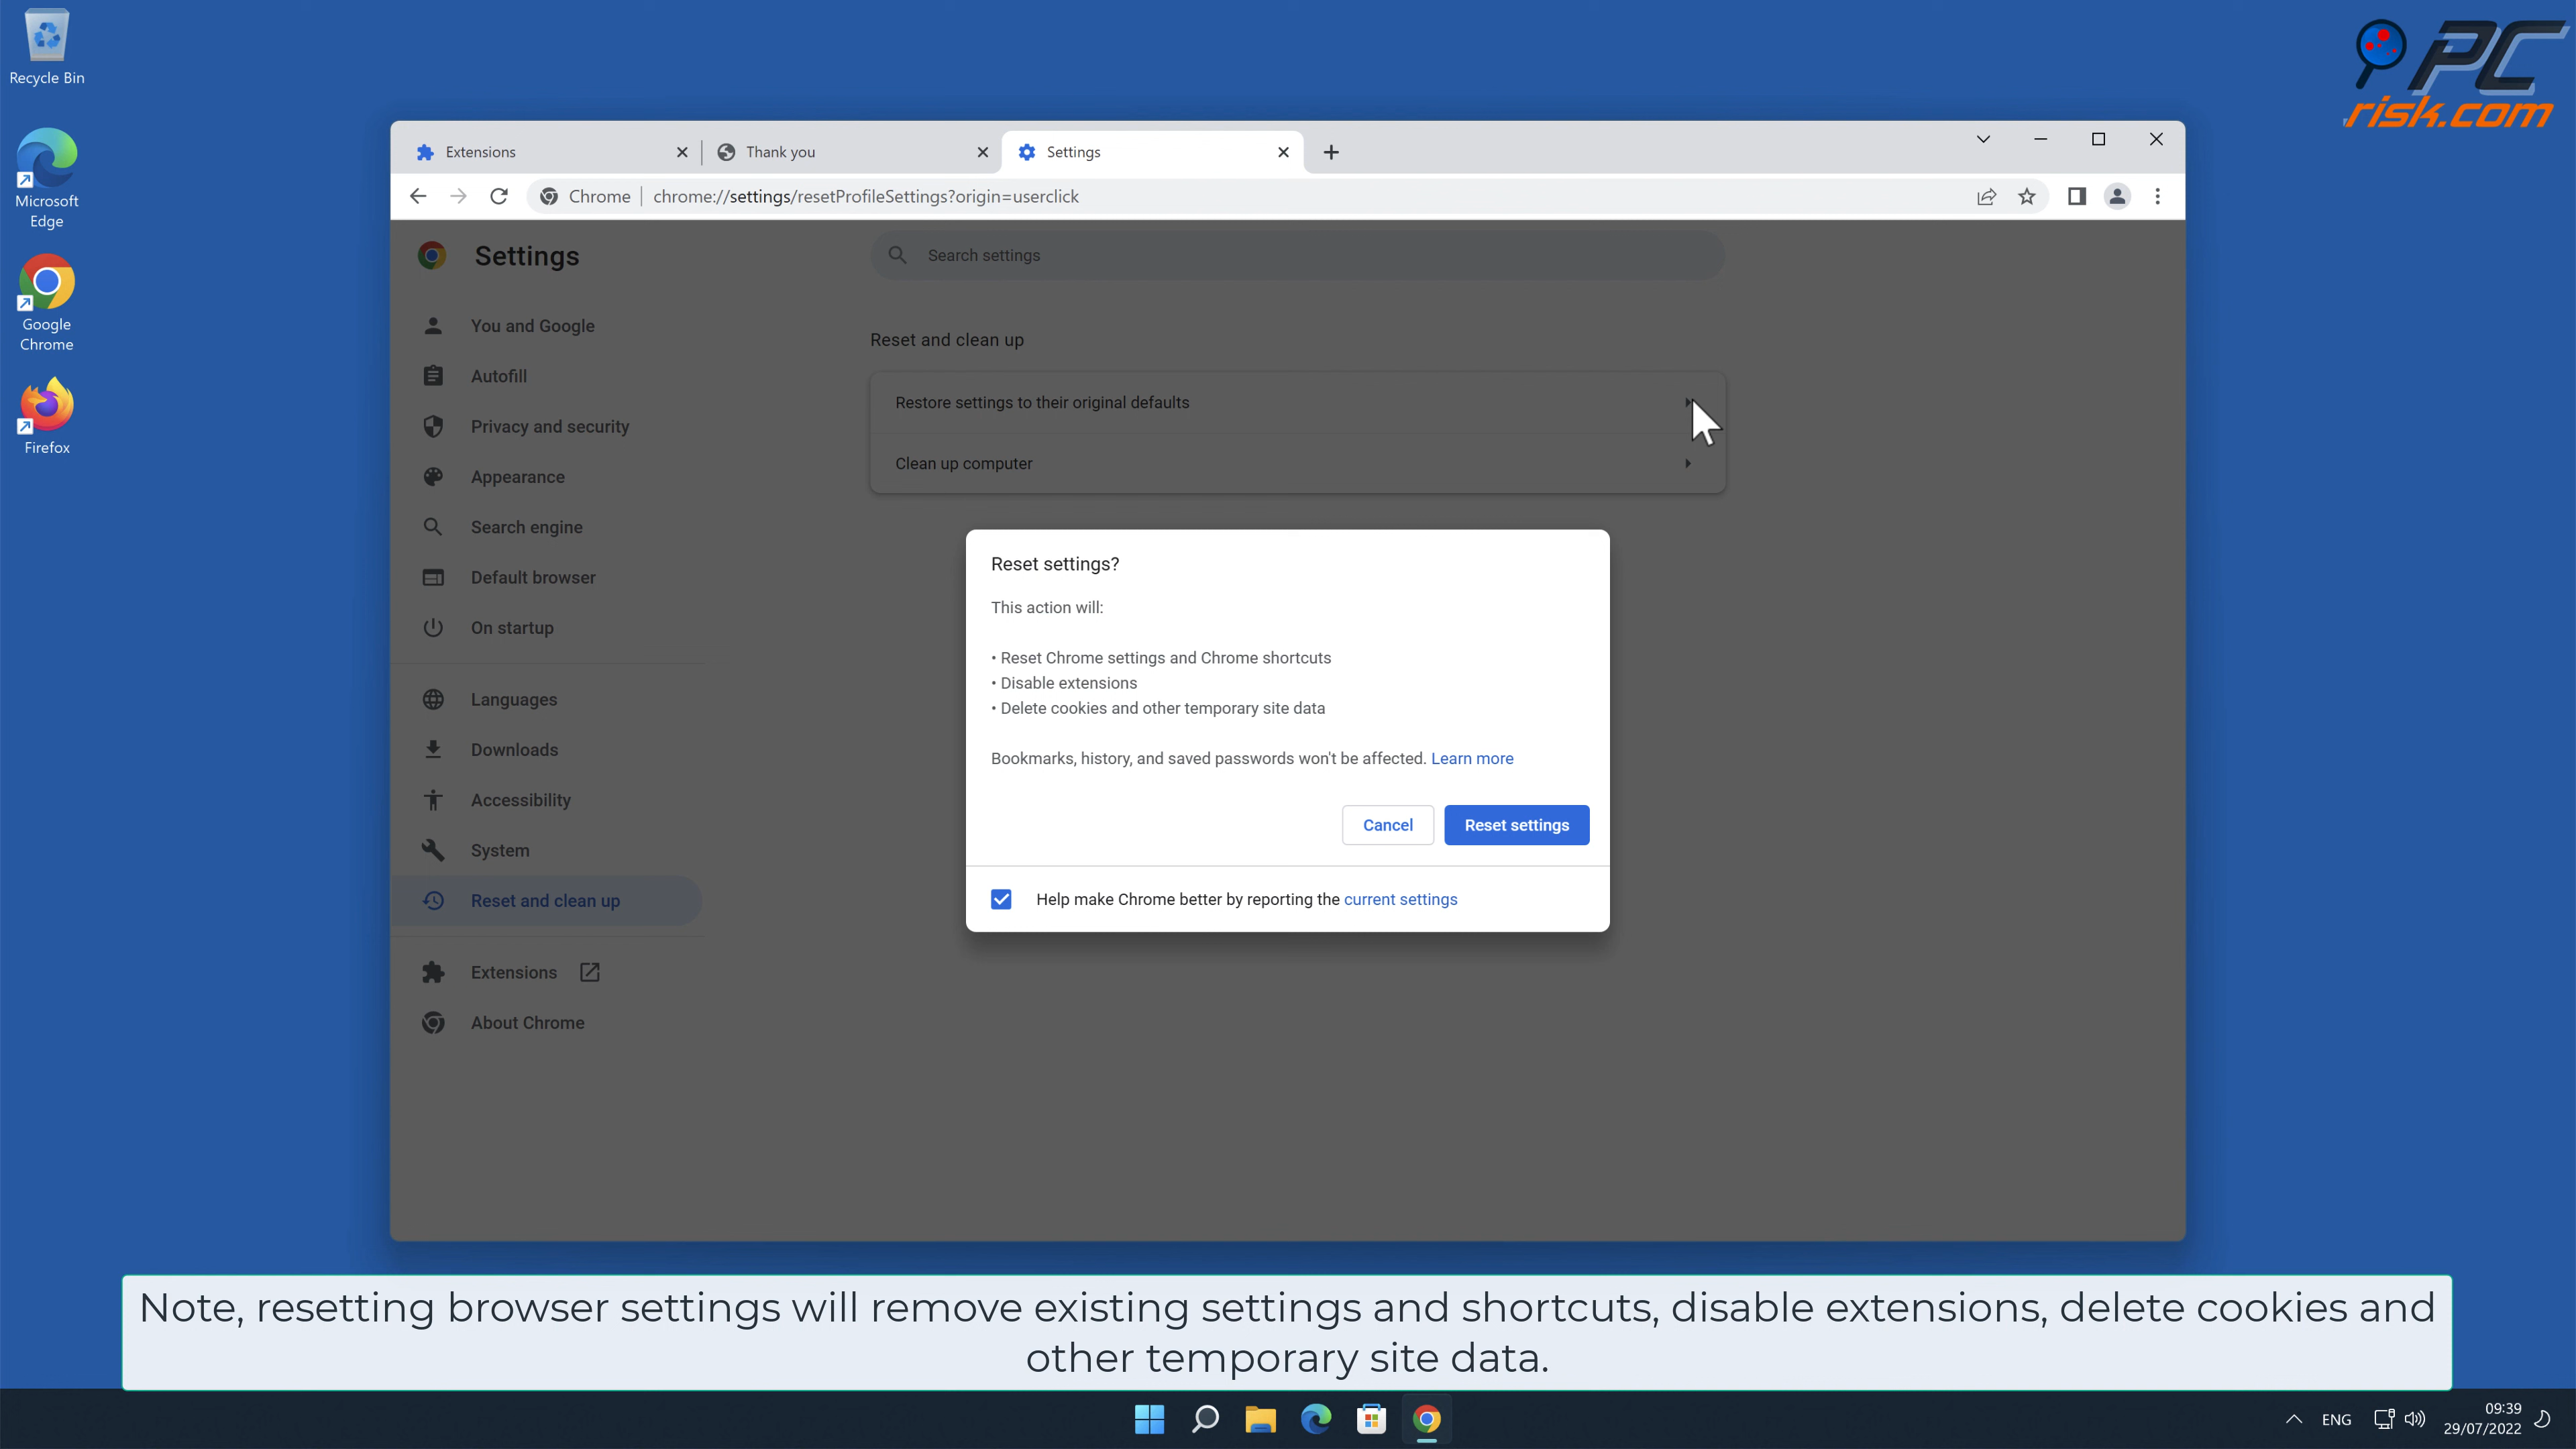 Recycle Bin
Microsoft
Edge
Google
Chrome
Firefox
PC
risk.com
Extensions
Thank you
Settings
Chrome
chrome://settings/resetProfileSettings?origin=userclick
Settings
Search settings
You and Google
Autofill
Privacy and security
Appearance
Search engine
Default browser
On startup
Languages
Downloads
Accessibility
System
Reset and clean up
Extensions
About Chrome
Reset and clean up
Restore settings to their original defaults
Clean up computer
Reset settings?
This action will:
• Reset Chrome settings and Chrome shortcuts
• Disable extensions
• Delete cookies and other temporary site data
Bookmarks, history, and saved passwords won't be affected. Learn more
Cancel
Reset settings
Help make Chrome better by reporting the current settings
Note, resetting browser settings will remove existing settings and shortcuts, disable extensions, delete cookies and
other temporary site data.
ENG
09:39
29/07/2022